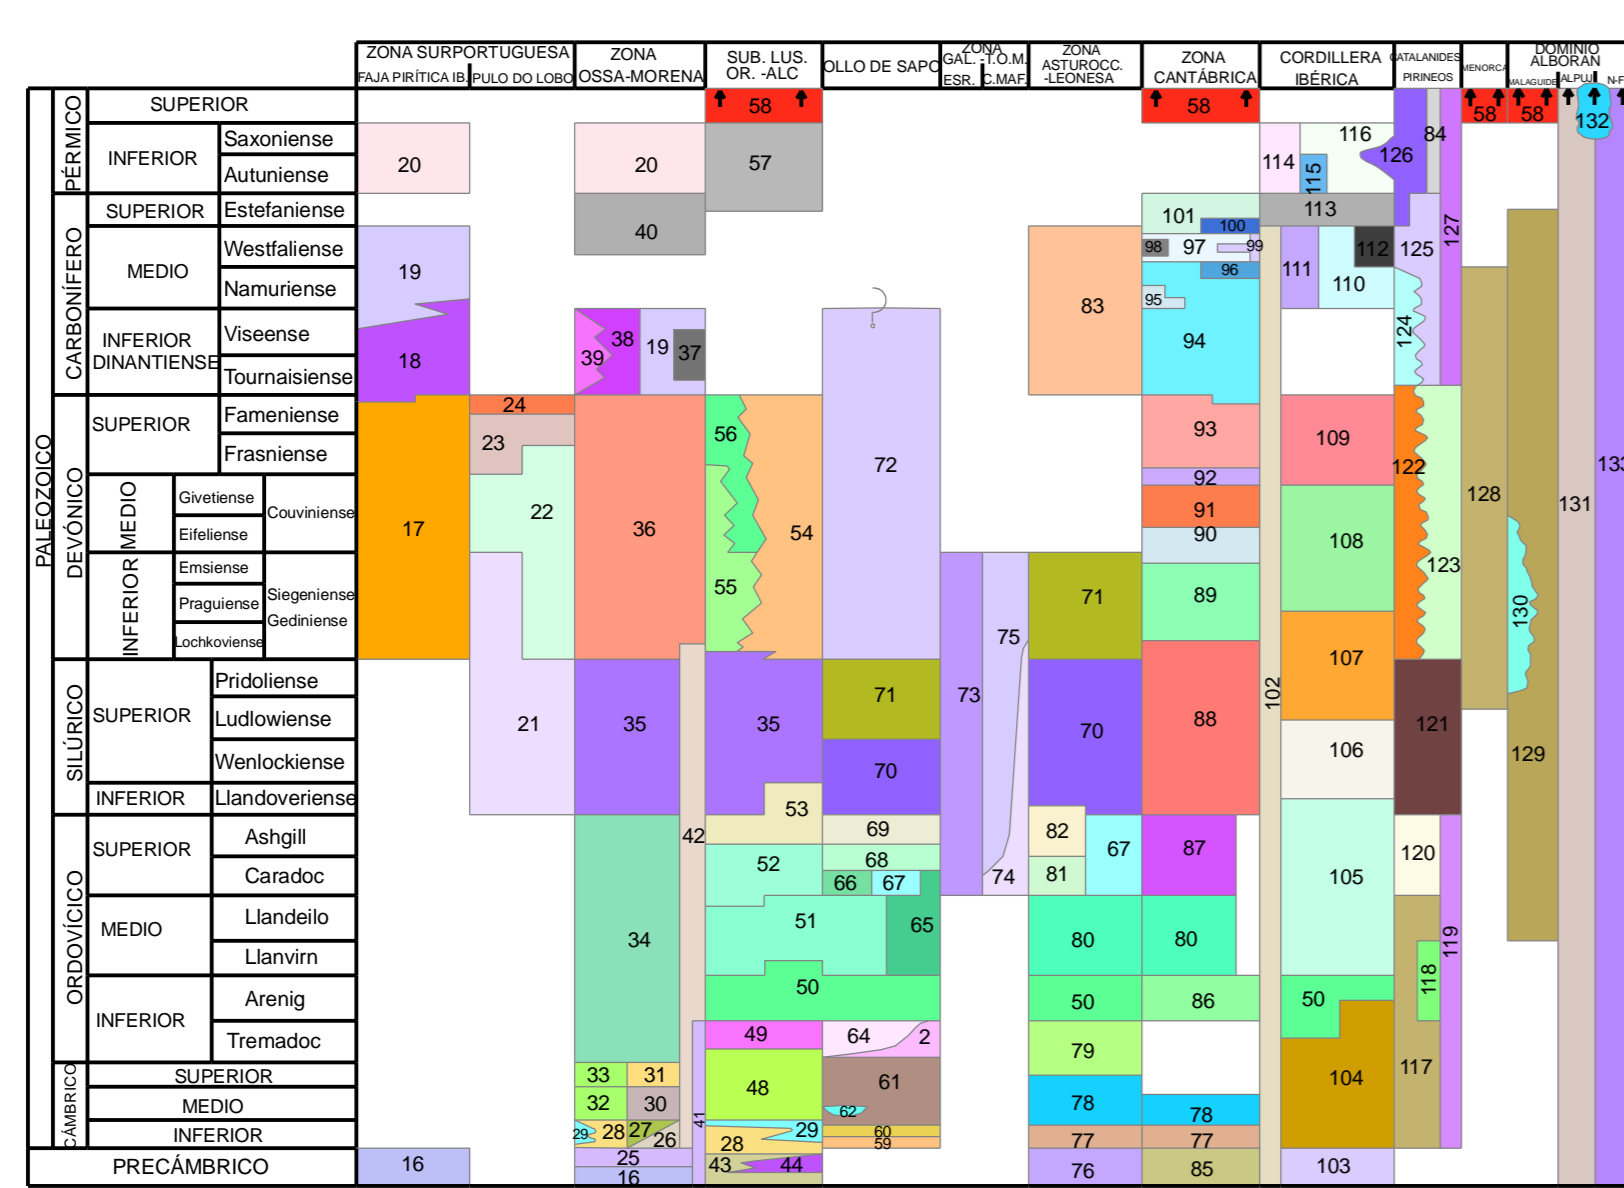 ZONA SURPORTUGUESA
FAJA PIRÍTICA IB. PULO DO LOBO
ZONA
OSSA-MORENA
SUB. LUS.
OR. -ALC
OLLO DE SAPO
ZONA
GAL. -T.O.M.
ESR. C.MAF.
ZONA
ASTUROCC.
-LEONESA
ZONA
CANTÁBRICA
CORDILLERA
IBÉRICA
CATALANIDES
PIRINEOS
MENORCA
DOMINIO
ALBORAN
MALAGUIDE ALPUJ N-F
PALEOZOICO
PÉRMICO
SUPERIOR
INFERIOR
Saxoniense
Autuniense
CARBONÍFERO
SUPERIOR
Estefaniense
MEDIO
Westfaliense
Namuriense
INFERIOR
DINANTIENSE
Viseense
Tournaisiense
DEVÓNICO
SUPERIOR
Fameniense
Frasniense
MEDIO
Givetiense
Eifeliense
Couviniense
INFERIOR
Emsiense
Praguiense
Lochkoviense
Siegeniense
Gediniense
SILÚRICO
SUPERIOR
Pridoliense
Ludlowiense
Wenlockiense
INFERIOR
Llandoveriense
ORDOVÍCICO
SUPERIOR
Ashgill
Caradoc
MEDIO
Llandeilo
Llanvirn
INFERIOR
Arenig
Tremadoc
CÁMBRICO
SUPERIOR
MEDIO
INFERIOR
PRECÁMBRICO
20
19
18
17
16
24
23
22
21
20
40
39 38 19 37
36
35
42
34
33 31
32 30
29 28 27 26
41
25
16
58
57
56
54
55
35
53
52
51
50
49
48
29
28
43 44
72
71
70
69
68
66 67
65
64 2
61
62
60
59
73
75
74
83
71
70
82
67
81
80
50
79
78
77
76
58
101
100
98 97 99
96
95
94
93
92
91
90
89
88
87
80
86
78
77
85
102
116
114
115
113
112
111
110
109
108
107
106
105
50
104
103
84
126
127
125
124
122
123
121
120
119
118
117
58
128
58
130
129
131
132
133